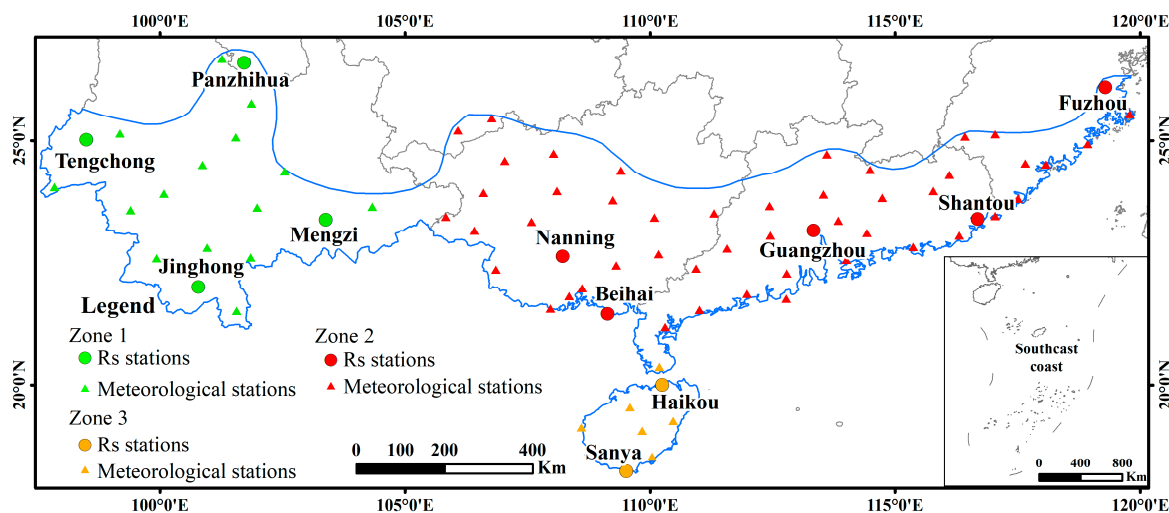 100°0'E 105°0'E 110°0'E 115°0'E 120°0'E
Panzhihua
Fuzhou
25°0'N 25°0'N
Tengchong
Shantou
Mengzi
Nanning
Guangzhou
Jinghong
Beihai
Legend
Zone 1
Rs stations
Meteorological stations
Zone 2
Rs stations
Meteorological stations
Zone 3
Rs stations
Meteorological stations
Southeast
coast
20°0'N 20°0'N
Haikou
Sanya
0 100 200 400
Km
0 400 800
Km
100°0'E 105°0'E 110°0'E 115°0'E 120°0'E